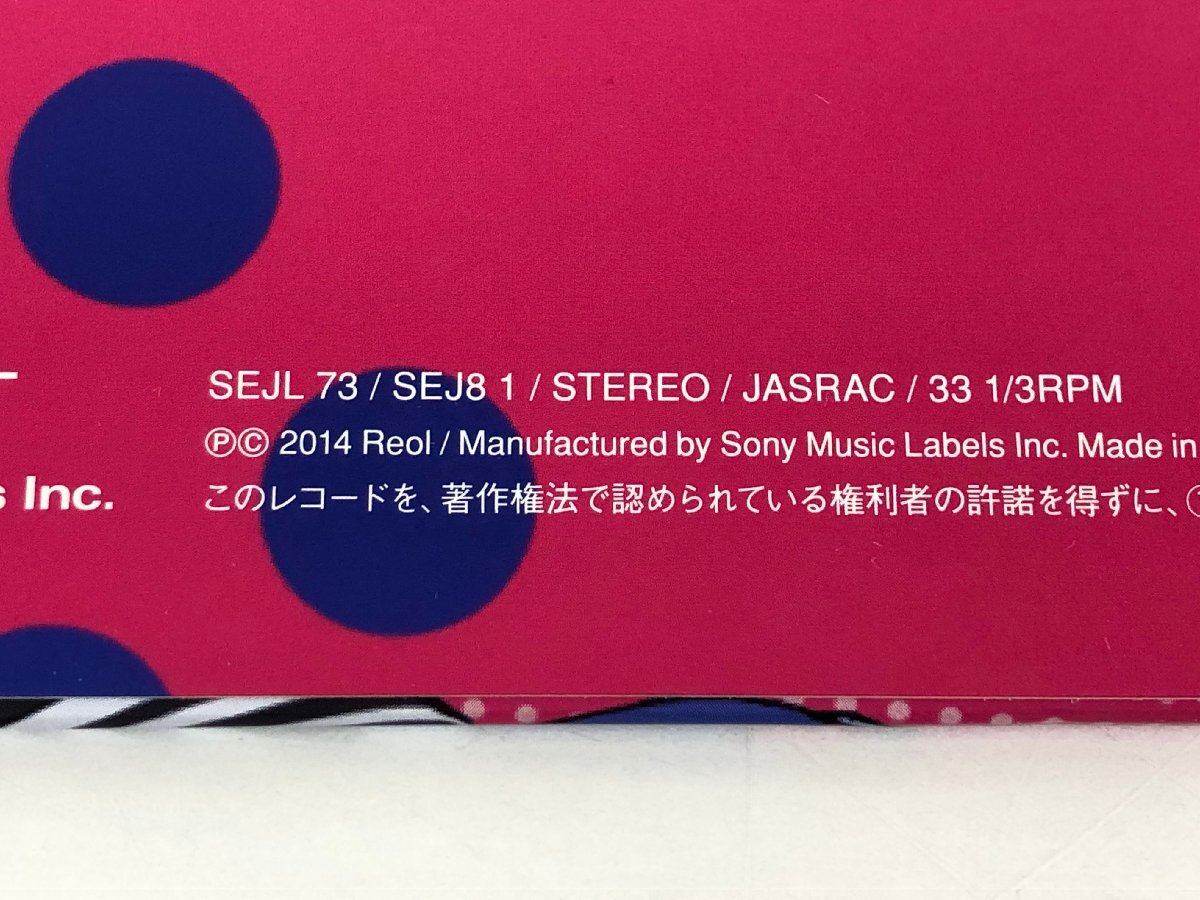 SEJL 73 / SEJ8 1 / STEREO / JASRAC / 33 1/3RPM
℗© 2014 Reol / Manufactured by Sony Music Labels Inc. Made in
Inc.
このレコードを、著作権法で認められている権利者の許諾を得ずに、